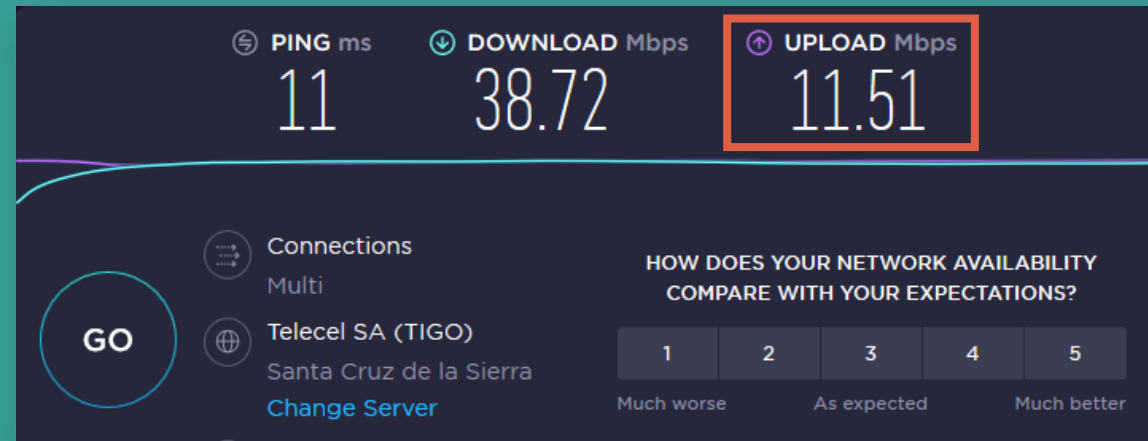 PING ms
11
DOWNLOAD Mbps
38.72
UPLOAD Mbps
11.51
GO
Connections
Multi
Telecel SA (TIGO)
Santa Cruz de la Sierra
Change Server
HOW DOES YOUR NETWORK AVAILABILITY
COMPARE WITH YOUR EXPECTATIONS?
1 2 3 4 5
Much worse As expected Much better